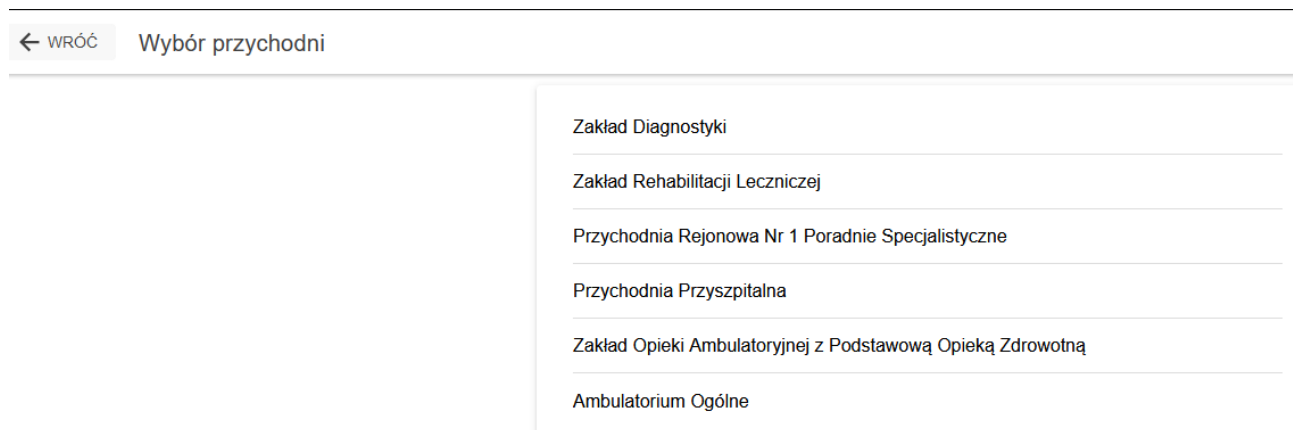 ← WRÓĆ Wybór przychodni
Zakład Diagnostyki
Zakład Rehabilitacji Leczniczej
Przychodnia Rejonowa Nr 1 Poradnie Specjalistyczne
Przychodnia Przyszpitalna
Zakład Opieki Ambulatoryjnej z Podstawową Opieką Zdrowotną
Ambulatorium Ogólne